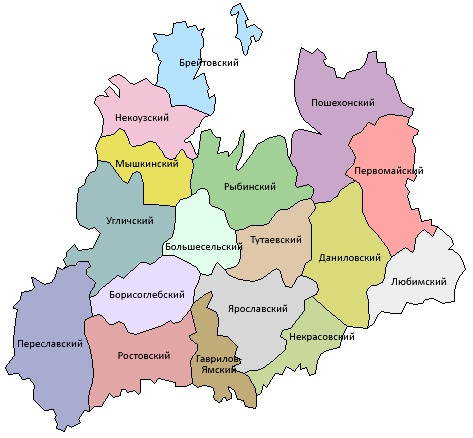 Брейтовский
Пошехонский
Некоузский
Мышкинский
Первомайский
Рыбинский
Угличский
Тутаевский
Большесельский
Даниловский
Любимский
Борисоглебский
Ярославский
Некрасовский
Переславский
Ростовский
Гаврилов-
Ямский